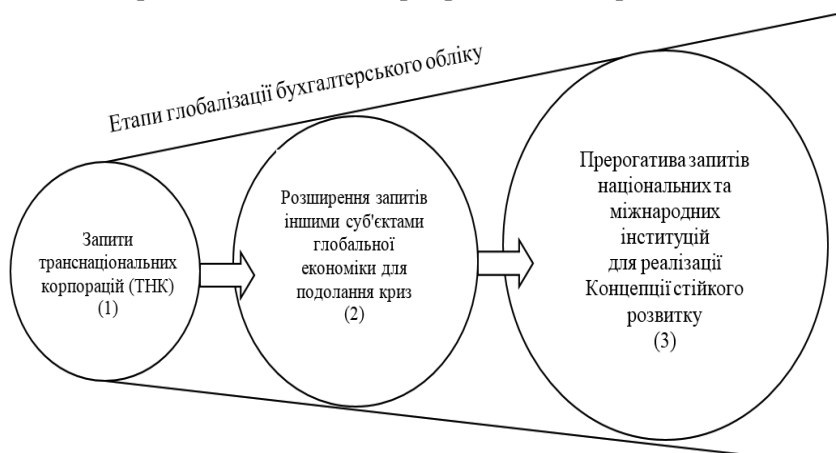 Етапи глобалізації бухгалтерського обліку
Запити
транснаціональних
корпорацій (ТНК)
(1)
Розширення запитів
іншими суб'єктами
глобальної
економіки для
подолання криз
(2)
Прерогатива запитів
національних та
міжнародних
інституцій
для реалізації
Концепції стійкого
розвитку
(3)